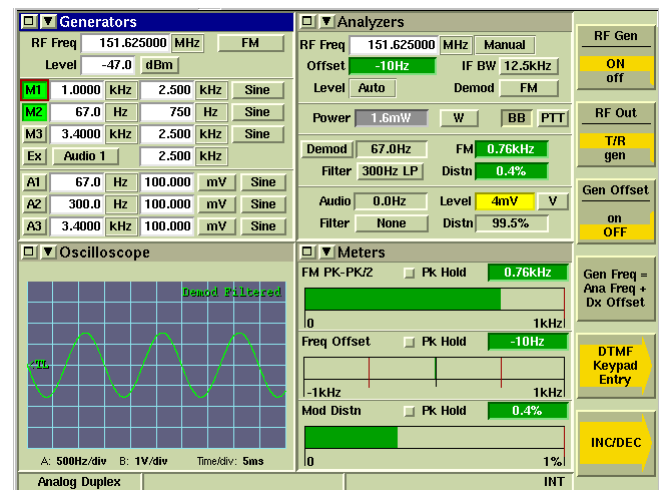 Generators
RF Freq 151.625000 MHz FM
Level -47.0 dBm
M1 1.0000 kHz 2.500 kHz Sine
M2 67.0 Hz 750 Hz Sine
M3 3.4000 kHz 2.500 kHz Sine
Ex Audio 1 2.500 kHz
A1 67.0 Hz 100.000 mV Sine
A2 300.0 Hz 100.000 mV Sine
A3 3.4000 kHz 100.000 mV Sine
Analyzers
RF Freq 151.625000 MHz Manual
Offset -10Hz IF BW 12.5kHz
Level Auto Demod FM
Power 1.6mW W BB PTT
Demod 67.0Hz FM 0.76kHz
Filter 300Hz LP Distn 0.4%
Audio 0.0Hz Level 4mV V
Filter None Distn 99.5%
Oscilloscope
Demod Filtered
<TL
A: 500Hz/div B: 1V/div Time/div: 5ms
Meters
FM PK-PK/2 Pk Hold 0.76kHz
0 1kHz
Freq Offset Pk Hold -10Hz
-1kHz 1kHz
Mod Distn Pk Hold 0.4%
0 1%
RF Gen
ON
off
RF Out
T/R
gen
Gen Offset
on
OFF
Gen Freq =
Ana Freq +
Dx Offset
DTMF
Keypad
Entry
INC/DEC
Analog Duplex INT